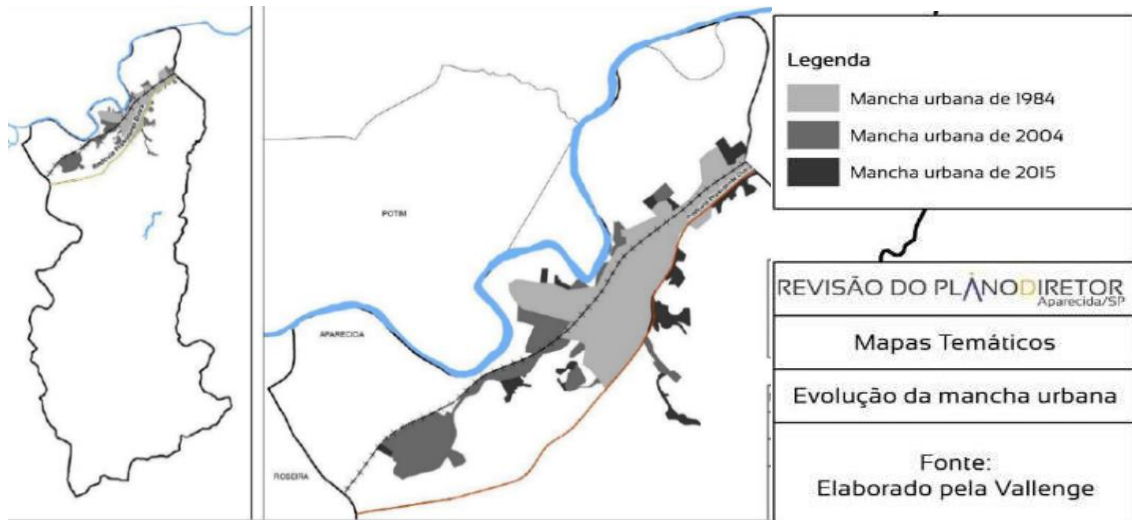 POTIM
APARECIDA
ROSEIRA
Legenda
Mancha urbana de 1984
Mancha urbana de 2004
Mancha urbana de 2015
REVISÃO DO PLANODIRETOR
Aparecida/SP
Mapas Temáticos
Evolução da mancha urbana
Fonte:
Elaborado pela Vallenge